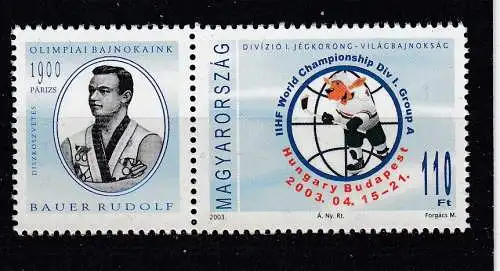 OLIMPIAI BAJNOKAINK
1900
PÁRIZS
DISZKOSZVETÉS
BAUER RUDOLF
MAGYARORSZÁG
DIVÍZIÓ I. JÉGKORONG-VILÁGBAJNOKSÁG
IIHF World Championship Div I. Group A
Hungary Budapest
2003. 04. 15-21.
110
Ft
2003.
Á. Ny. Rt.
Forgács M.